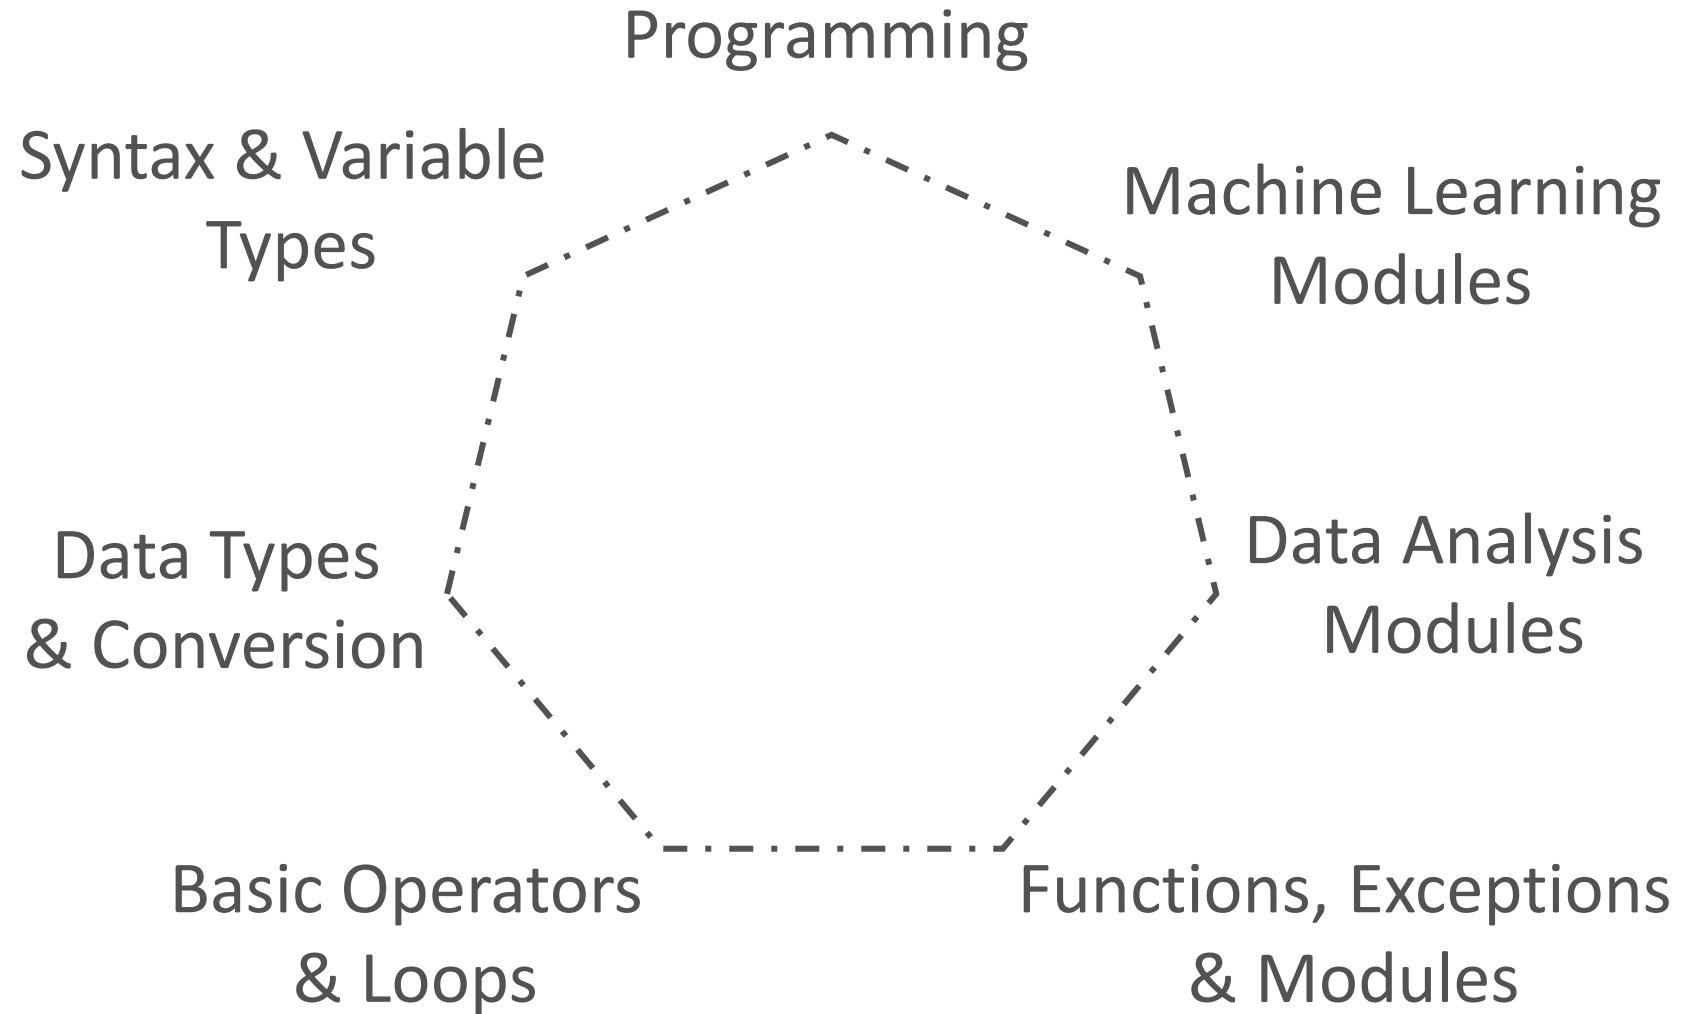 Programming
Syntax & Variable
Types
Machine Learning
Modules
Data Types
& Conversion
Data Analysis
Modules
Basic Operators
& Loops
Functions, Exceptions
& Modules